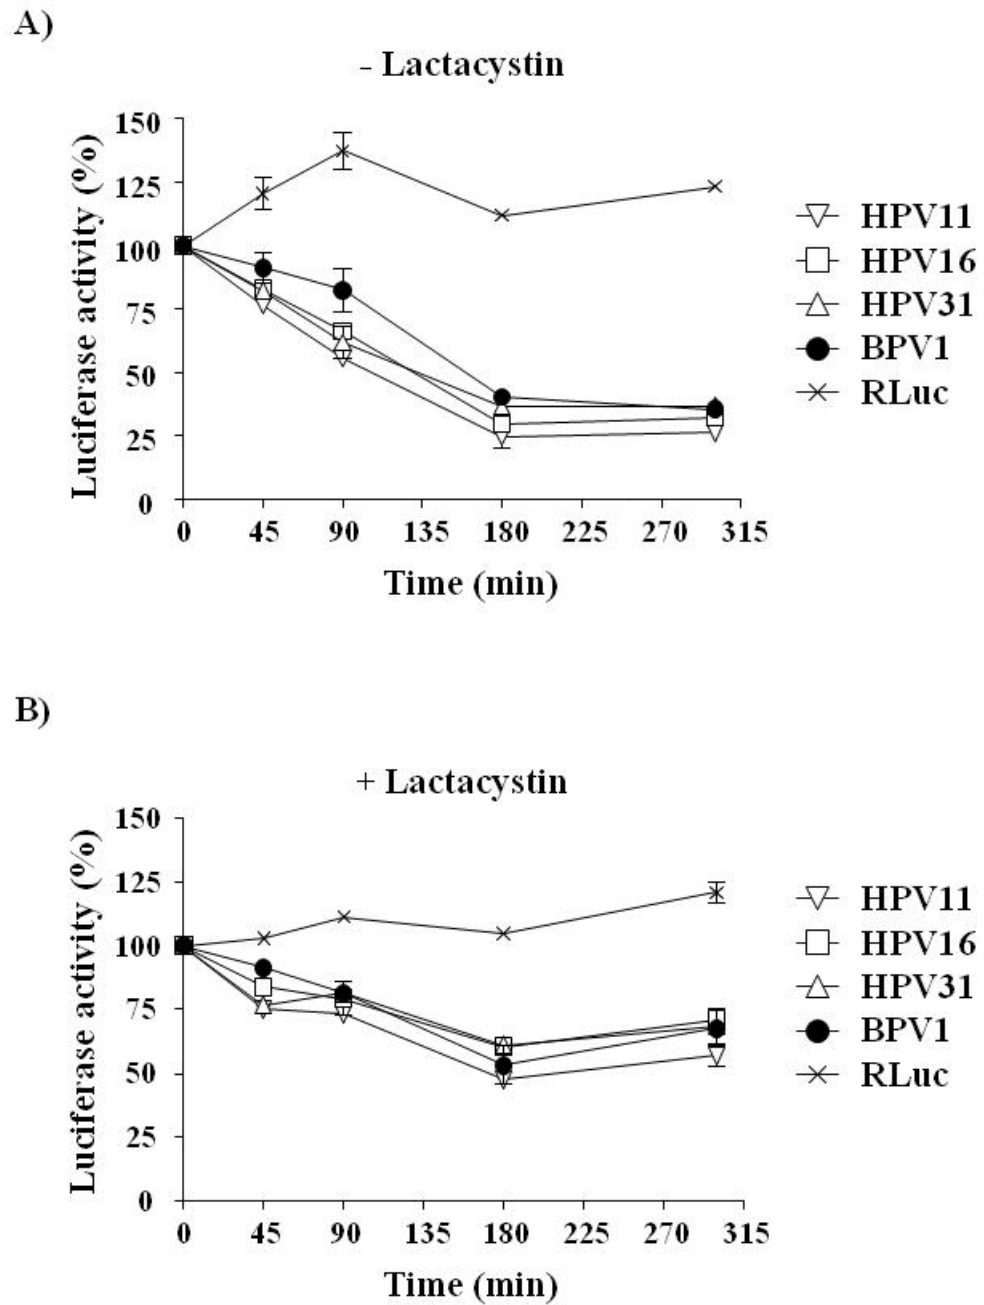 A)
- Lactacystin
Luciferase activity (%)
150
125
100
75
50
25
0
0 45 90 135 180 225 270 315
Time (min)
HPV11
HPV16
HPV31
BPV1
RLuc
B)
+ Lactacystin
Luciferase activity (%)
150
125
100
75
50
25
0
0 45 90 135 180 225 270 315
Time (min)
HPV11
HPV16
HPV31
BPV1
RLuc